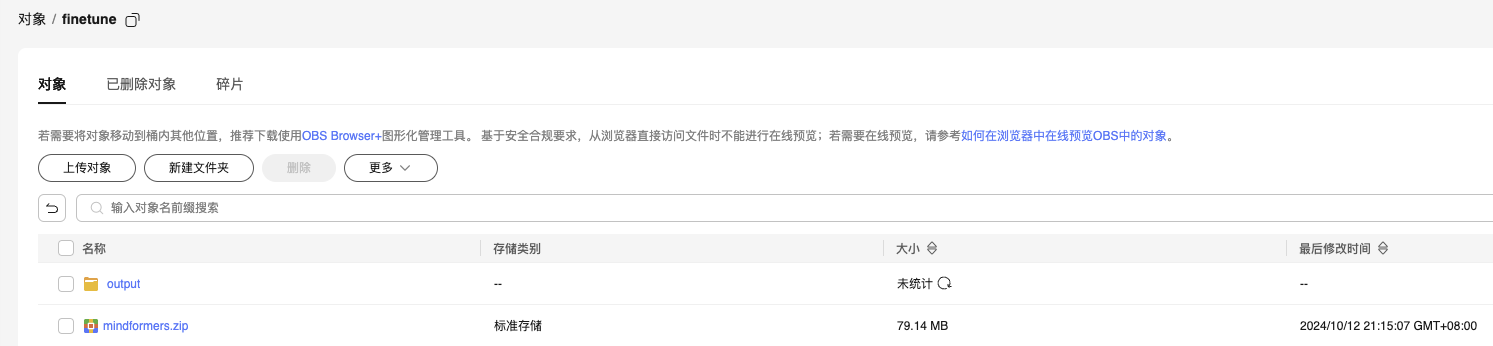 对象 / finetune
对象 已删除对象 碎片
若需要将对象移动到桶内其他位置，推荐下载使用OBS Browser+图形化管理工具。 基于安全合规要求，从浏览器直接访问文件时不能进行在线预览；若需要在线预览，请参考如何在浏览器中在线预览OBS中的对象。
上传对象 新建文件夹 删除 更多
输入对象名前缀搜索
名称 存储类别 大小 最后修改时间
output -- 未统计 --
mindformers.zip 标准存储 79.14 MB 2024/10/12 21:15:07 GMT+08:00